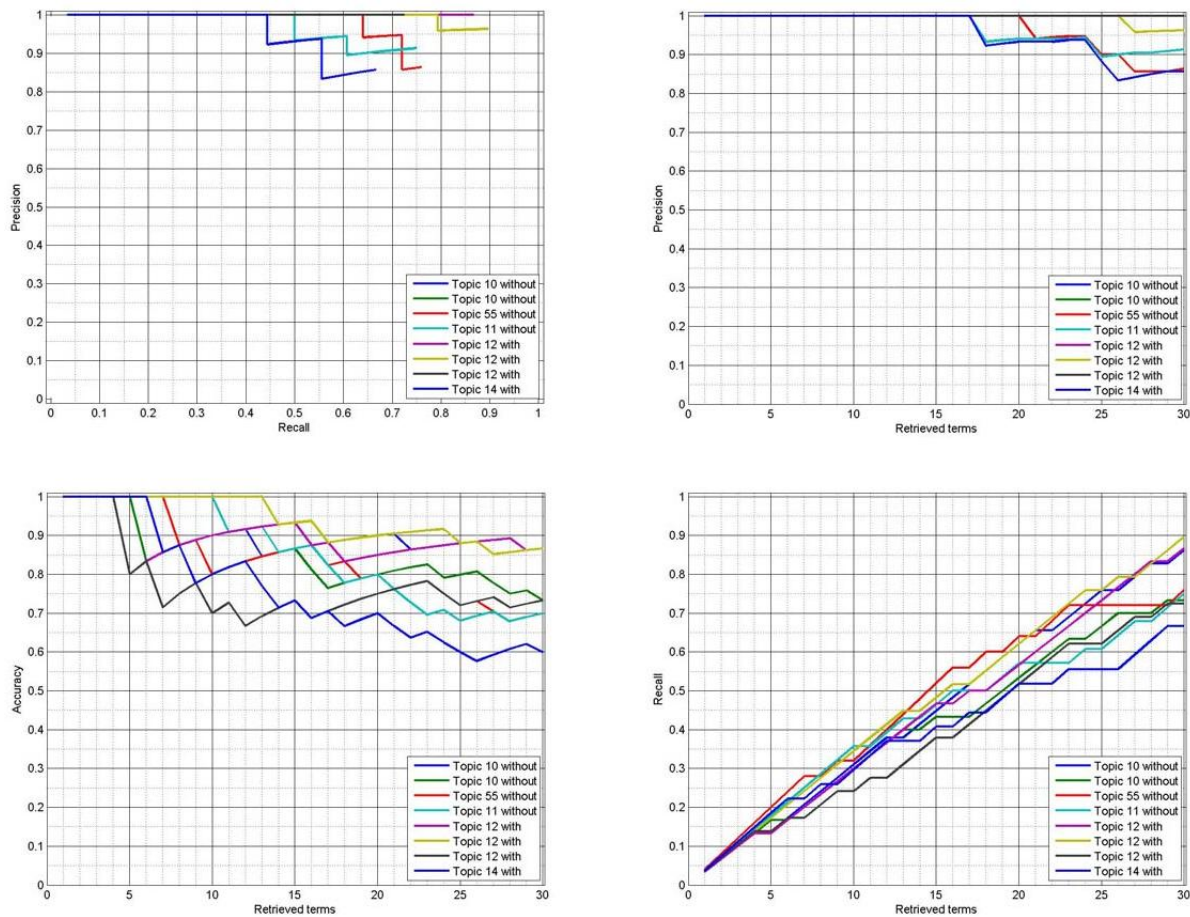 1
0.9
0.8
0.7
0.6
0.5
0.4
0.3
0.2
0.1
0
Precision
0 0.1 0.2 0.3 0.4 0.5 0.6 0.7 0.8 0.9 1
Recall
Topic 10 without
Topic 10 without
Topic 55 without
Topic 11 without
Topic 12 with
Topic 12 with
Topic 12 with
Topic 14 with
1
0.9
0.8
0.7
0.6
0.5
0.4
0.3
0.2
0.1
0
Precision
0 5 10 15 20 25 30
Retrieved terms
Topic 10 without
Topic 10 without
Topic 55 without
Topic 11 without
Topic 12 with
Topic 12 with
Topic 12 with
Topic 14 with
1
0.9
0.8
0.7
0.6
0.5
0.4
0.3
0.2
0.1
0
Accuracy
0 5 10 15 20 25 30
Retrieved terms
Topic 10 without
Topic 10 without
Topic 55 without
Topic 11 without
Topic 12 with
Topic 12 with
Topic 12 with
Topic 14 with
1
0.9
0.8
0.7
0.6
0.5
0.4
0.3
0.2
0.1
0
Recall
0 5 10 15 20 25 30
Retrieved terms
Topic 10 without
Topic 10 without
Topic 55 without
Topic 11 without
Topic 12 with
Topic 12 with
Topic 12 with
Topic 14 with